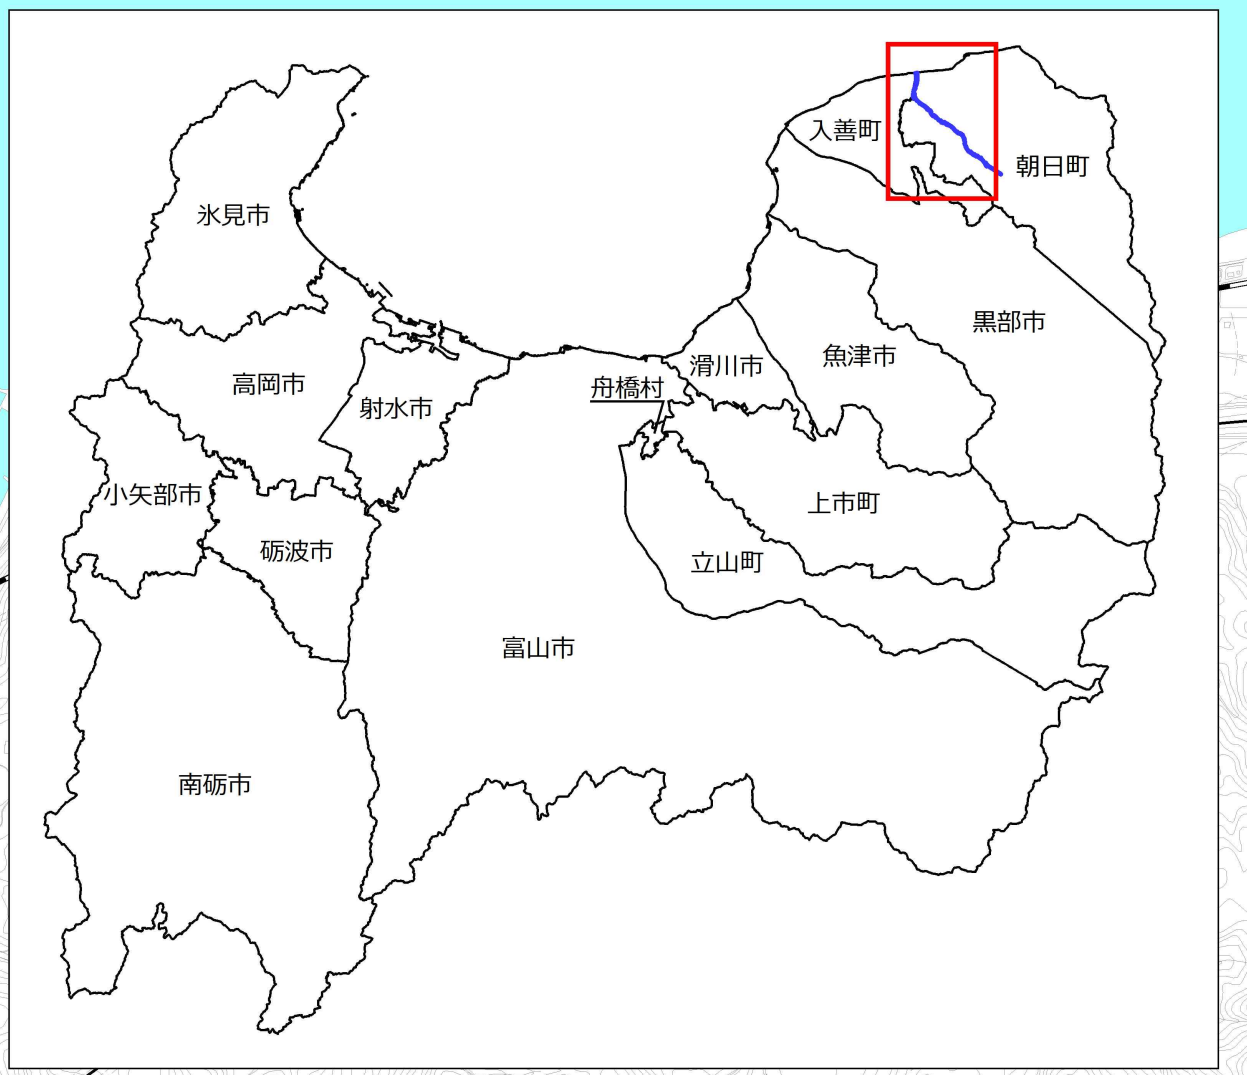 入善町
朝日町
氷見市
黒部市
魚津市
滑川市
高岡市
舟橋村
射水市
小矢部市
上市町
砺波市
立山町
富山市
南砺市